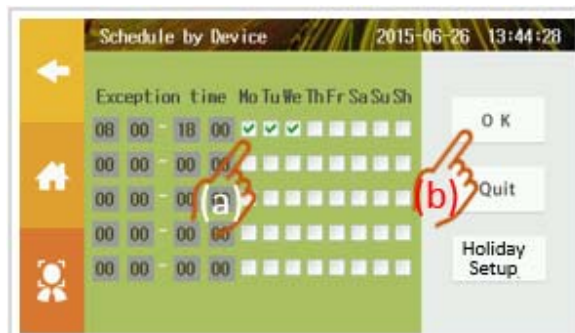 Schedule by Device 2015-06-26 13:44:28
Exception time Mo Tu We Th Fr Sa Su Sh
08 00 ~ 18 00
00 00 ~ 00 00
00 00 ~ 00
00 00 ~ 00 00
00 00 ~ 00 00
(a)
O K
(b)
Quit
Holiday
Setup